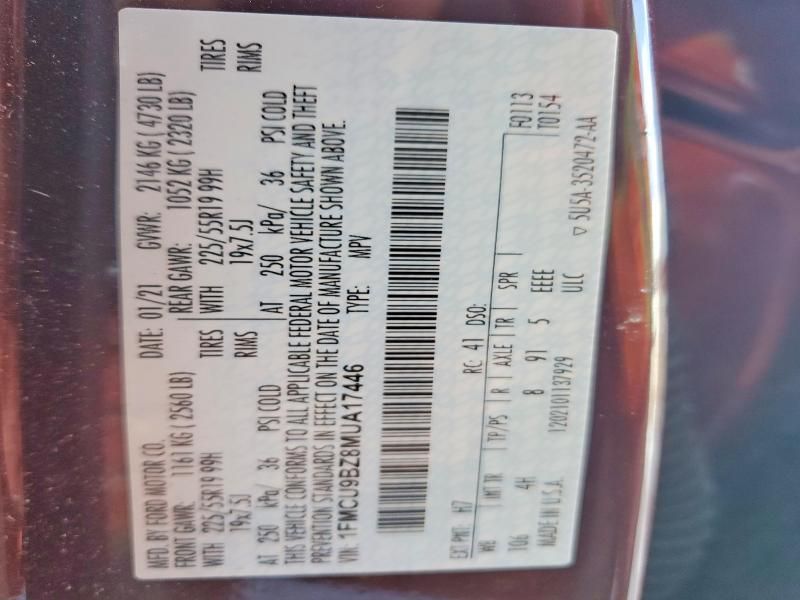 MFD. BY FORD MOTOR CO. DATE: 01/21 GVWR: 2146 KG ( 4730 LB)
FRONT GAWR: 1161 KG ( 2560 LB) REAR GAWR: 1052 KG ( 2320 LB)
WITH 225/55R19 99H TIRES WITH 225/55R19 99H TIRES
19x7.5J RIMS 19x7.5J RIMS
AT 250 kPa/ 36 PSI COLD AT 250 kPa/ 36 PSI COLD
THIS VEHICLE CONFORMS TO ALL APPLICABLE FEDERAL MOTOR VEHICLE SAFETY AND THEFT
PREVENTION STANDARDS IN EFFECT ON THE DATE OF MANUFACTURE SHOWN ABOVE.
VIN: 1FMCU9BZ8MUA17446 TYPE: MPV
EXT PNT: H7 RC: 41 DSO: F0113
WB INT TR TP/PS R AXLE TR SPR T0154
106 4H 8 91 5 EEEE
MADE IN U.S.A. 1202101137929 ULC
▽ 5U5A-3520472-AA